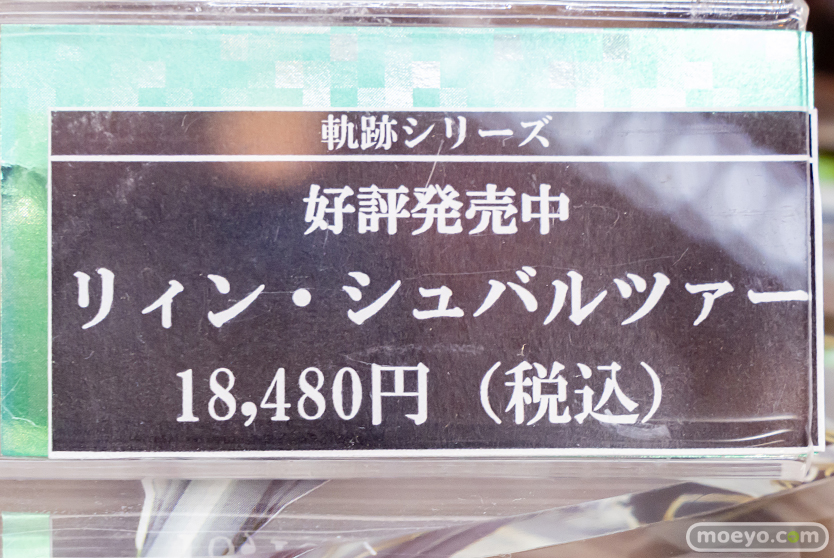 軌跡シリーズ
好評発売中
リィン・シュバルツァー
18,480円（税込）
moeyo.com